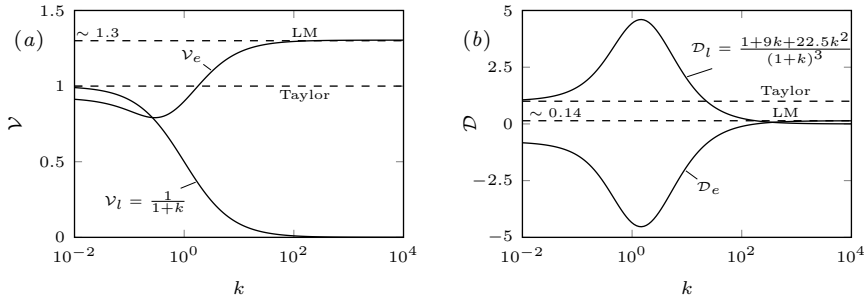 (a)
1.5
1
0.5
0
𝒱
∼ 1.3
LM
𝒱_e
Taylor
𝒱_l = 1/(1+k)
10^−2
10^0
10^2
10^4
k
(b)
5
2.5
0
−2.5
−5
𝒟
𝒟_l = (1+9k+22.5k^2)/(1+k)^3
Taylor
∼ 0.14
LM
𝒟_e
10^−2
10^0
10^2
10^4
k